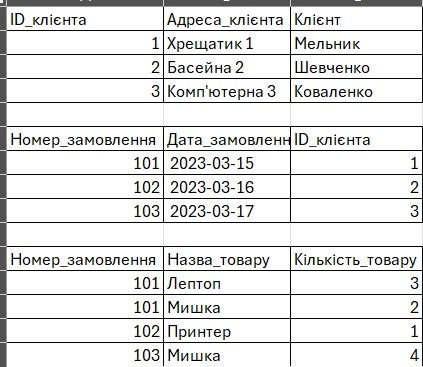 ID_клієнта Адреса_клієнта Клієнт
1 Хрещатик 1 Мельник
2 Басейна 2 Шевченко
3 Комп'ютерна 3 Коваленко
Номер_замовлення Дата_замовленн ID_клієнта
101 2023-03-15 1
102 2023-03-16 2
103 2023-03-17 3
Номер_замовлення Назва_товару Кількість_товару
101 Лептоп 3
101 Мишка 2
102 Принтер 1
103 Мишка 4